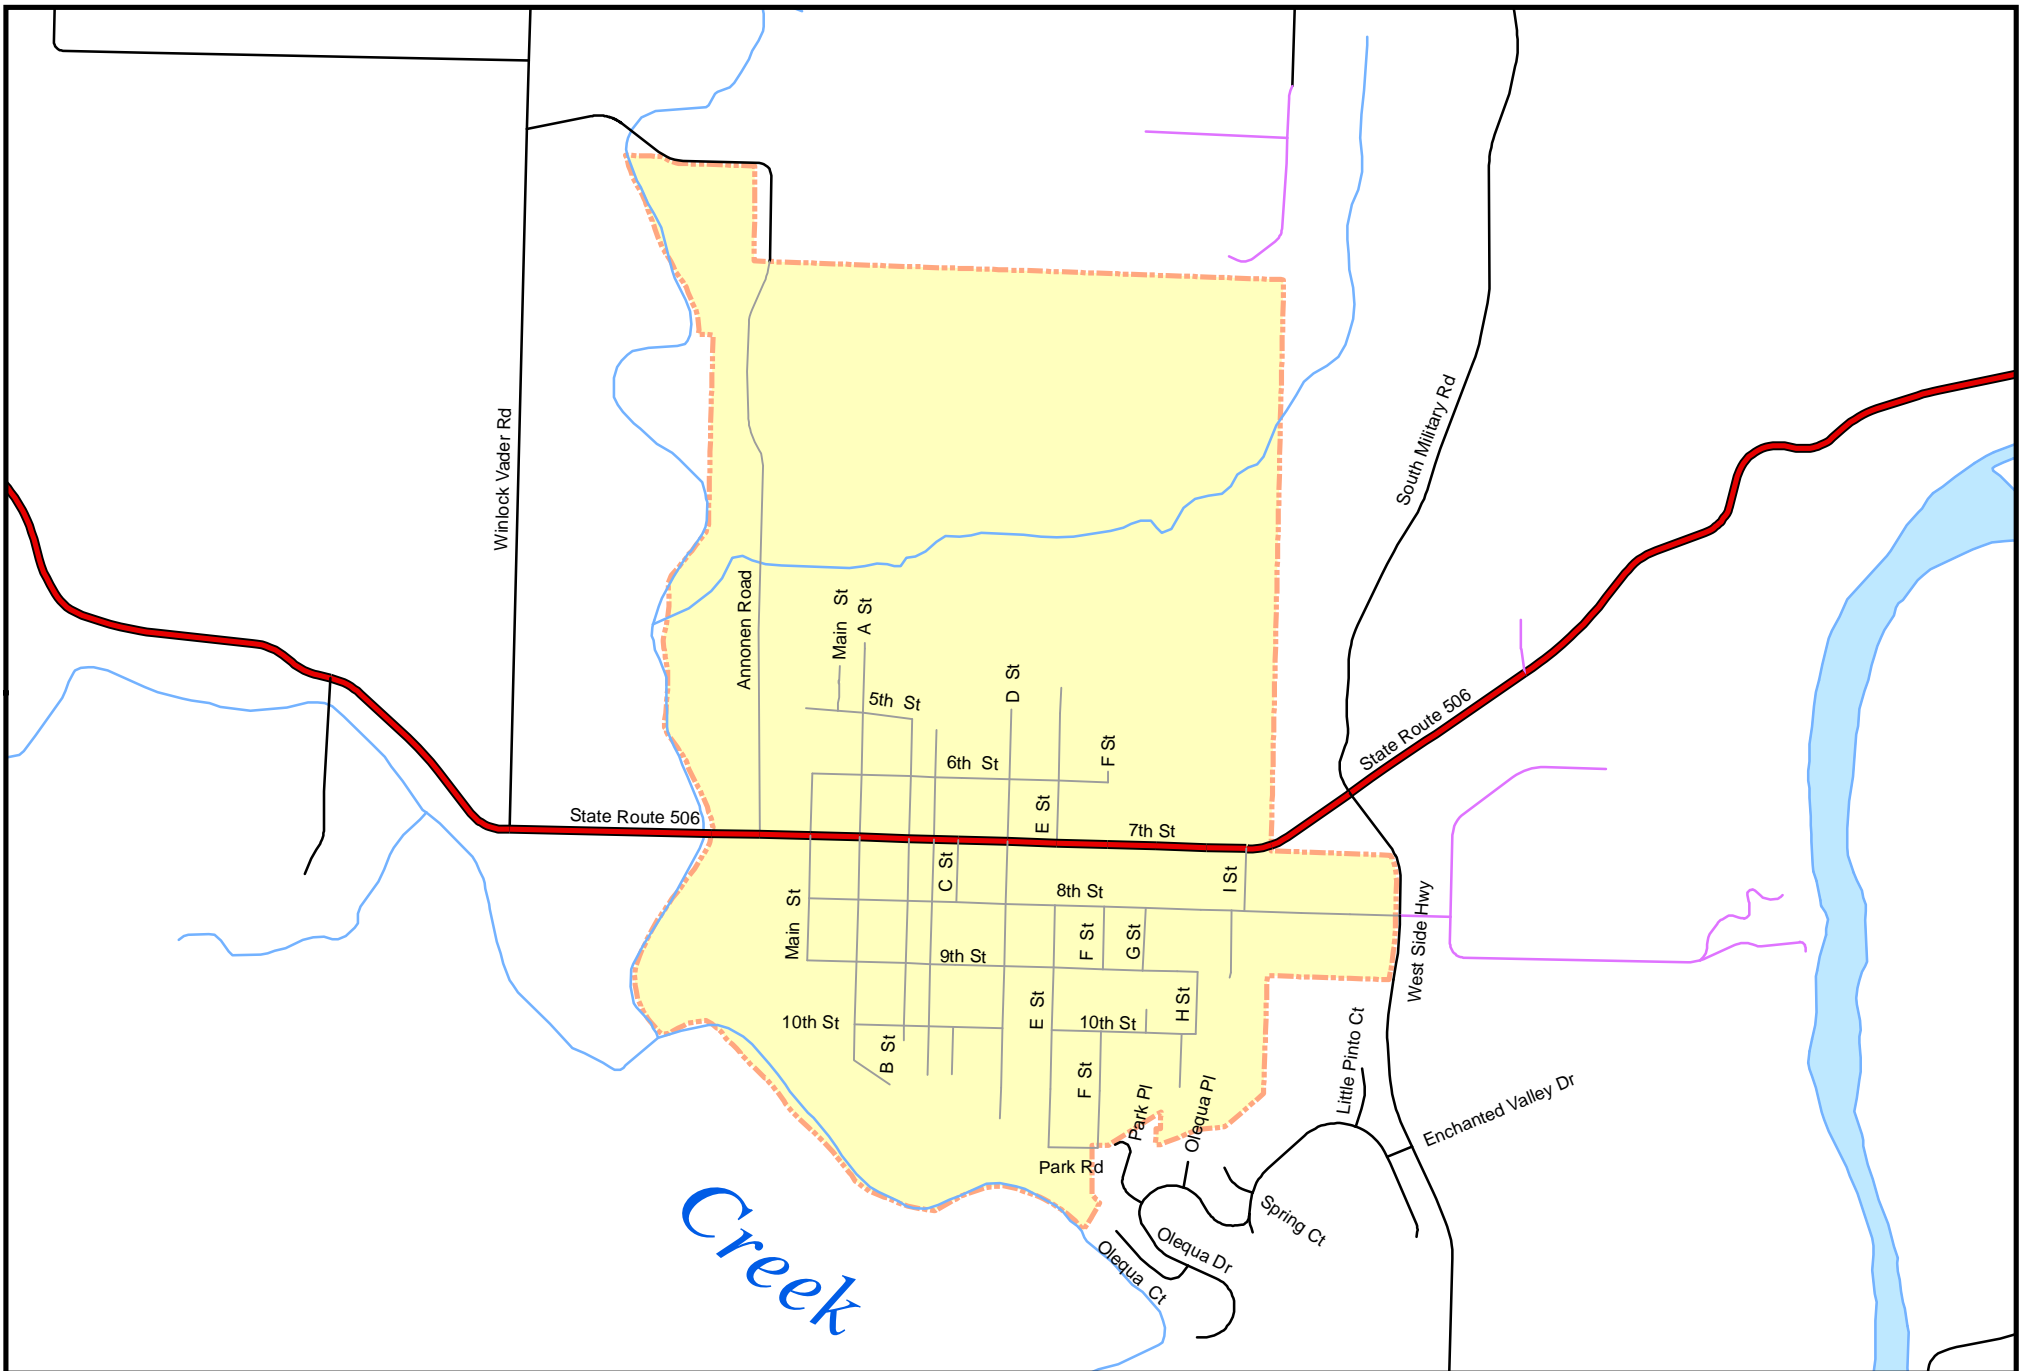 South Military Rd
Winlock Vader Rd
Annonen Road
Main St
A St
5th St
D St
State Route 506
6th St
F St
E St
State Route 506
7th St
C St
I St
8th St
Main St
West Side Hwy
F St
G St
9th St
E St
H St
10th St
10th St
B St
F St
Little Pinto Ct
Park Pl
Olequa Pl
Enchanted Valley Dr
Park Rd
Spring Ct
Creek
Olequa Dr
Olequa Ct